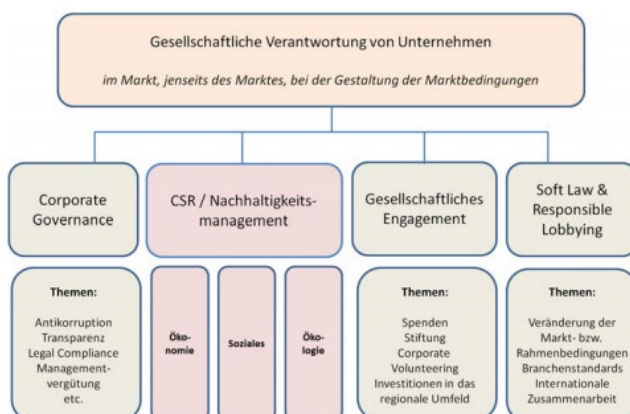 Gesellschaftliche Verantwortung von Unternehmen
im Markt, jenseits des Marktes, bei der Gestaltung der Marktbedingungen
Corporate
Governance
CSR / Nachhaltigkeits-
management
Gesellschaftliches
Engagement
Soft Law &
Responsible
Lobbying
Themen:
Antikorruption
Transparenz
Legal Compliance
Management-
vergütung
etc.
Öko-
nomie
Soziales
Öko-
logie
Themen:
Spenden
Stiftung
Corporate
Volunteering
Investitionen in das
regionale Umfeld
Themen:
Veränderung der
Markt- bzw.
Rahmenbedingungen
Branchenstandards
Internationale
Zusammenarbeit